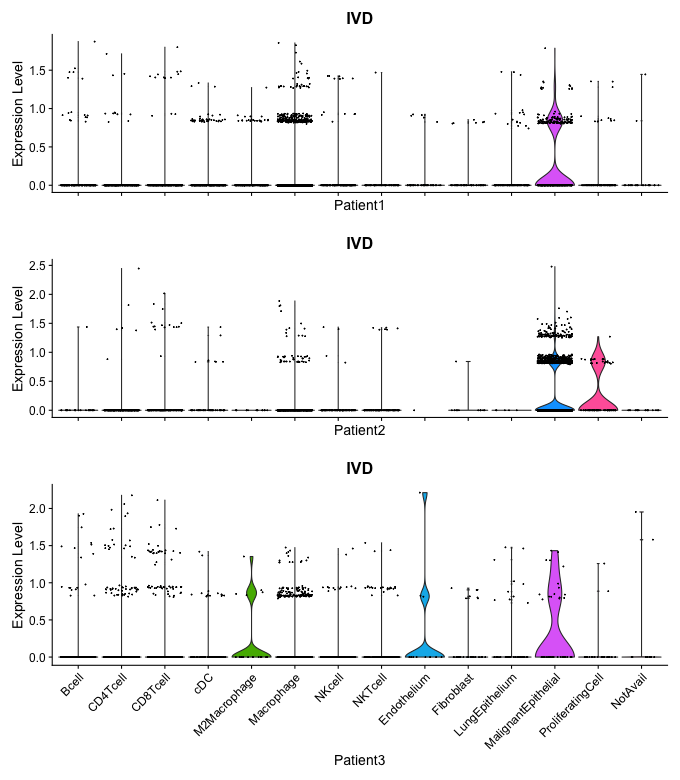 IVD
Expression Level
1.5
1.0
0.5
0.0
Patient1
IVD
Expression Level
2.5
2.0
1.5
1.0
0.5
0.0
Patient2
IVD
Expression Level
2.0
1.5
1.0
0.5
0.0
Bcell
CD4Tcell
CD8Tcell
cDC
M2Macrophage
Macrophage
NKcell
NKTcell
Endothelium
Fibroblast
LungEpithelium
MalignantEpithelial
ProliferatingCell
NotAvail
Patient3